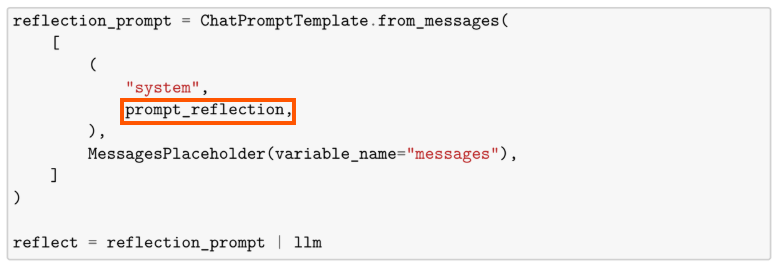 reflection_prompt = ChatPromptTemplate.from_messages(
    [
        (
            "system",
            prompt_reflection,
        ),
        MessagesPlaceholder(variable_name="messages"),
    ]
)
reflect = reflection_prompt | llm